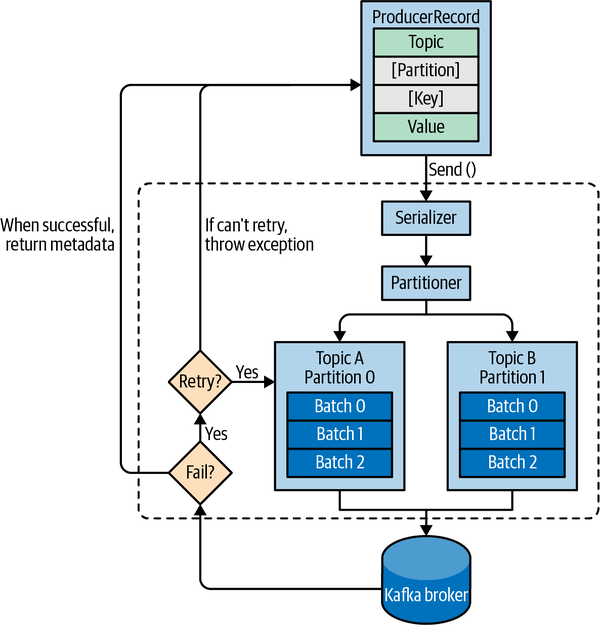 ProducerRecord
Topic
[Partition]
[Key]
Value
Send ()
When successful,
return metadata
If can't retry,
throw exception
Serializer
Partitioner
Topic A
Partition 0
Batch 0
Batch 1
Batch 2
Topic B
Partition 1
Batch 0
Batch 1
Batch 2
Retry?
Yes
Yes
Fail?
Kafka broker